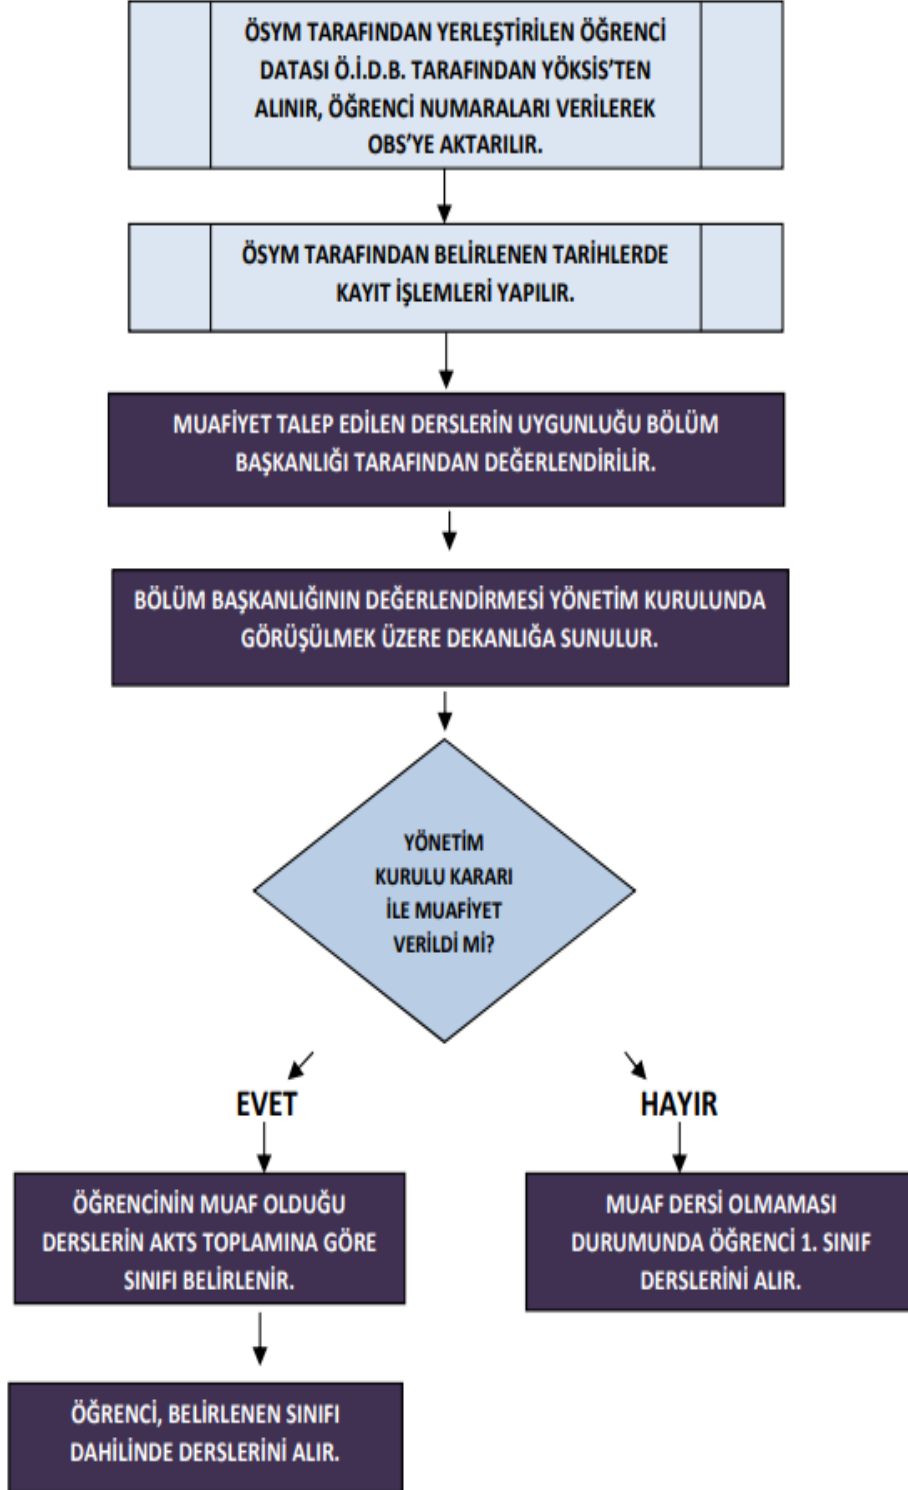 ÖSYM TARAFINDAN YERLEŞTİRİLEN ÖĞRENCİ
DATASI Ö.İ.D.B. TARAFINDAN YÖKSİS’TEN
ALINIR, ÖĞRENCİ NUMARALARI VERİLEREK
OBS’YE AKTARILIR.
ÖSYM TARAFINDAN BELİRLENEN TARİHLERDE
KAYIT İŞLEMLERİ YAPILIR.
MUAFİYET TALEP EDİLEN DERSLERİN UYGUNLUĞU BÖLÜM
BAŞKANLIĞI TARAFINDAN DEĞERLENDİRİLİR.
BÖLÜM BAŞKANLIĞININ DEĞERLENDİRMESİ YÖNETİM KURULUNDA
GÖRÜŞÜLMEK ÜZERE DEKANLIĞA SUNULUR.
YÖNETİM
KURULU KARARI
İLE MUAFİYET
VERİLDİ Mİ?
EVET
HAYIR
ÖĞRENCİNİN MUAF OLDUĞU
DERSLERİN AKTS TOPLAMINA GÖRE
SINIFI BELİRLENİR.
MUAF DERSİ OLMAMASI
DURUMUNDA ÖĞRENCİ 1. SINIF
DERSLERİNİ ALIR.
ÖĞRENCİ, BELİRLENEN SINIFI
DAHİLİNDE DERSLERİNİ ALIR.